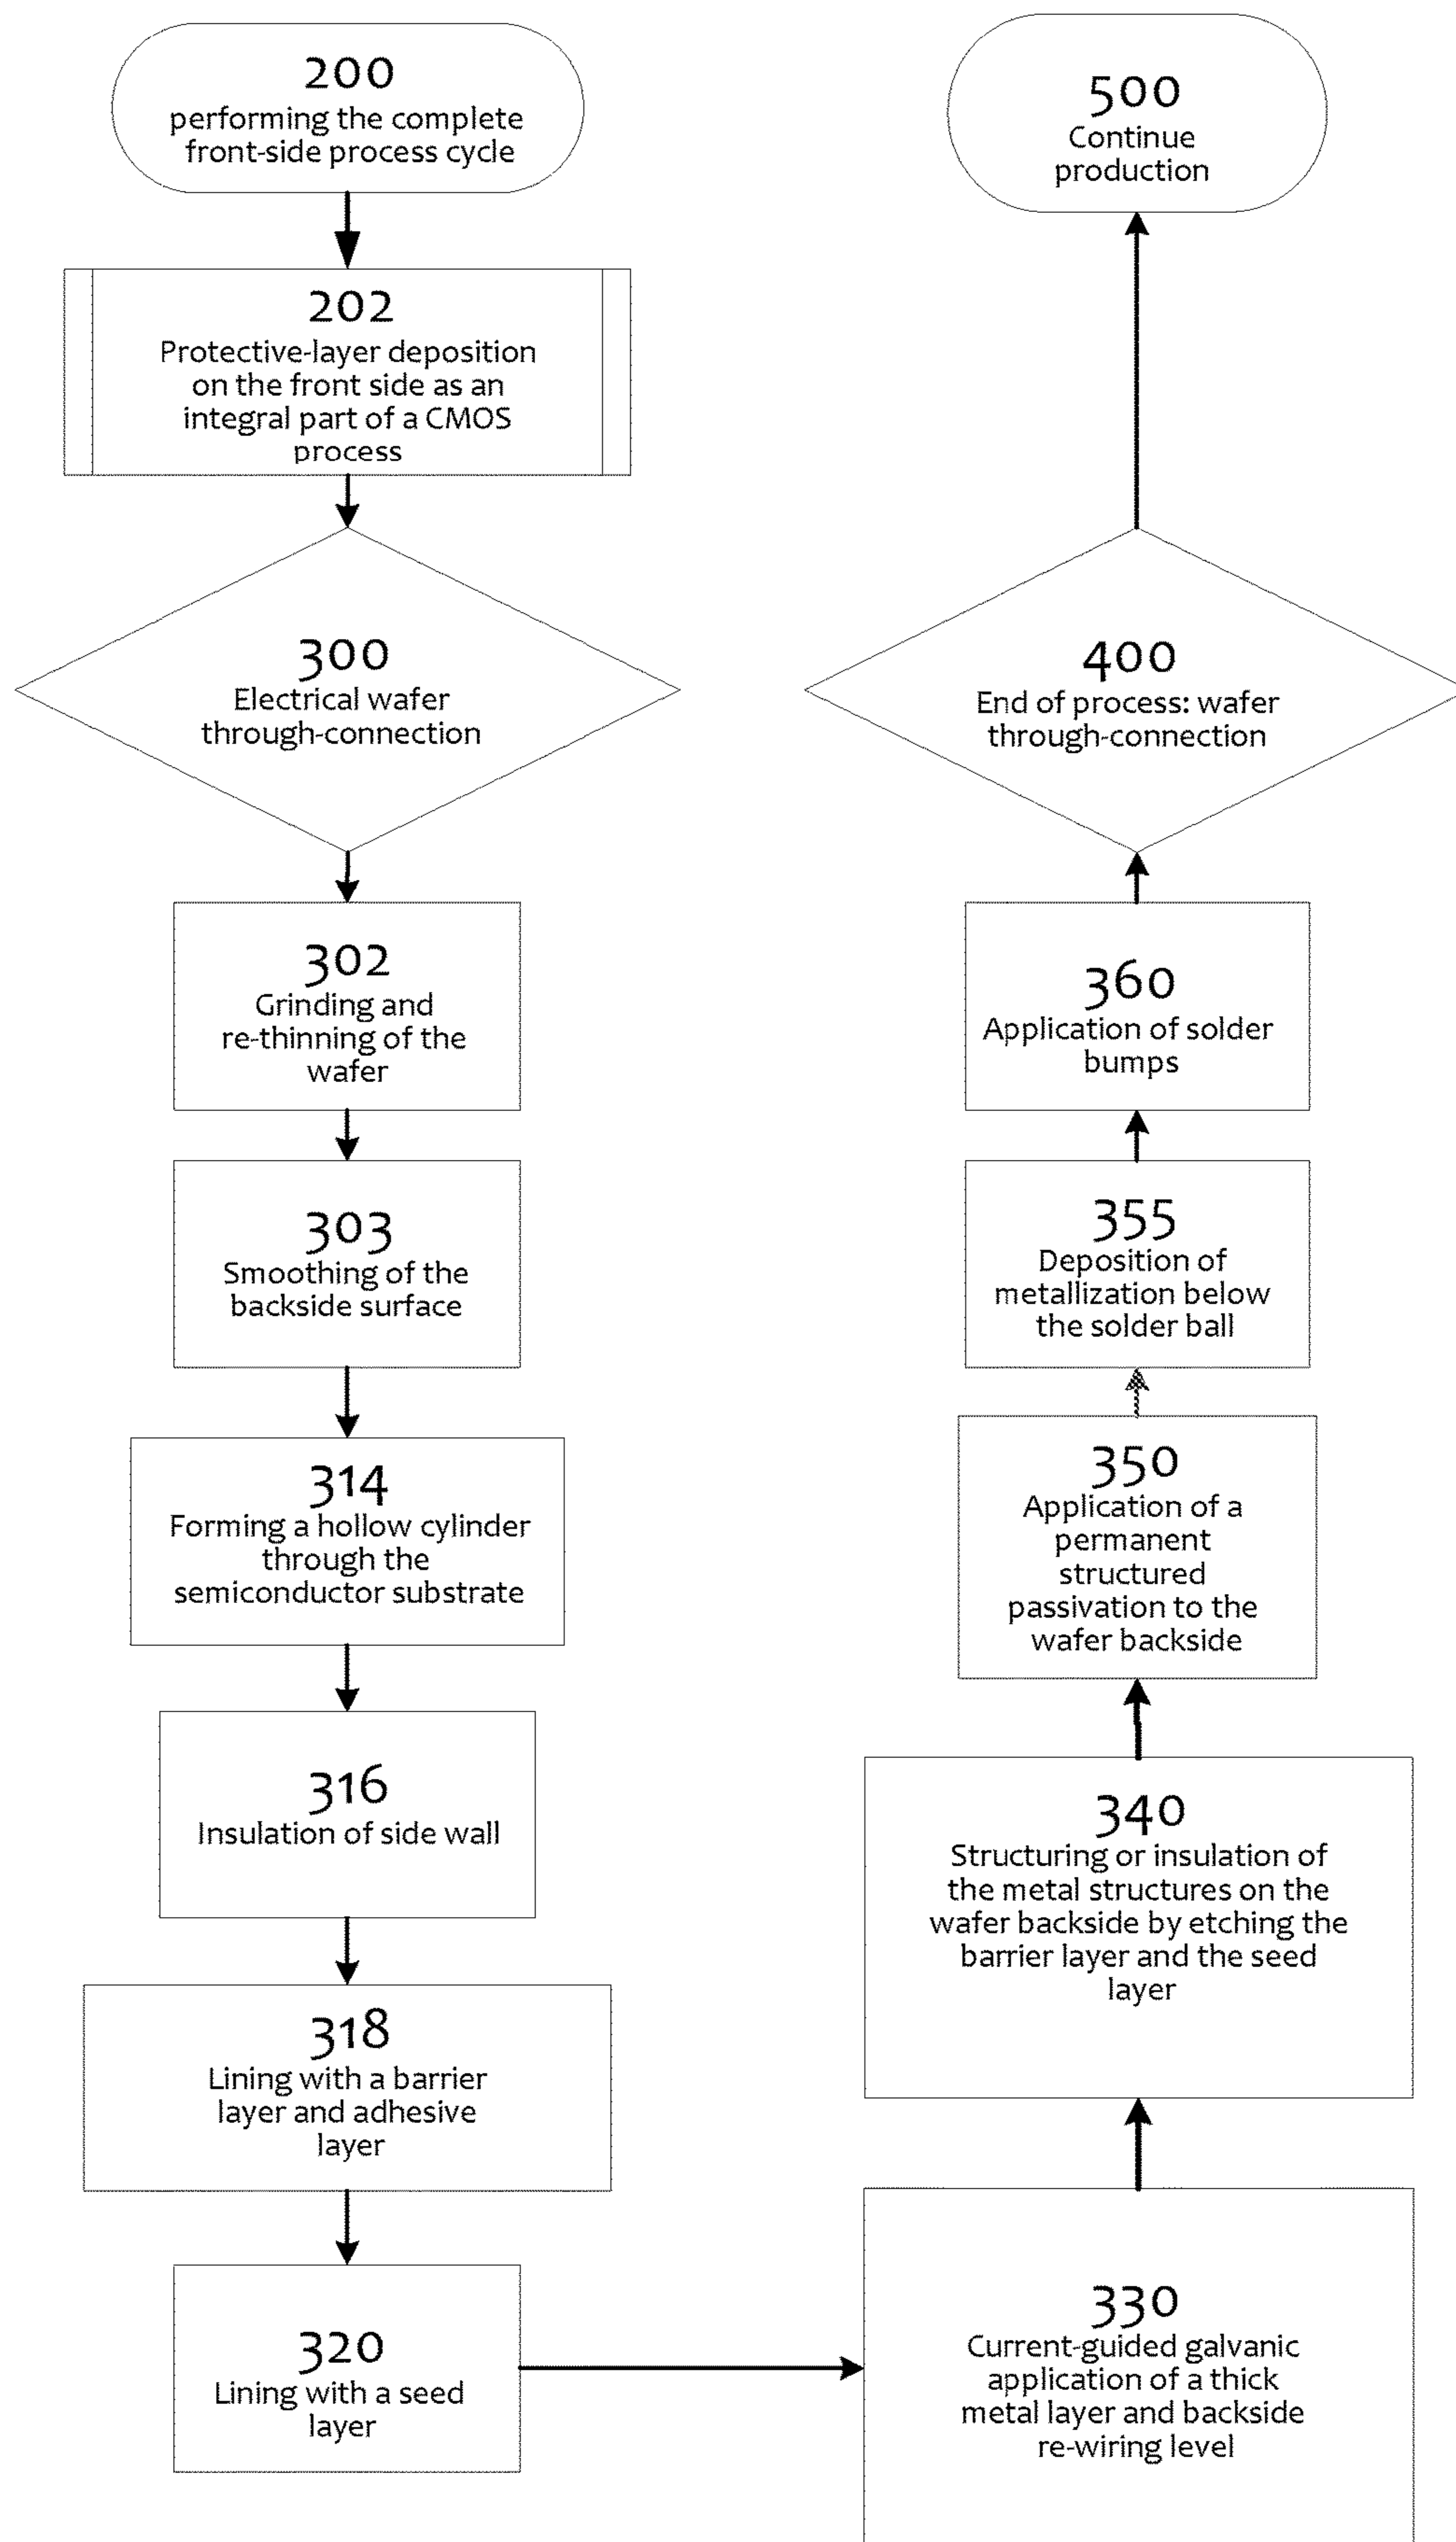 200
performing the complete
front-side process cycle
202
Protective-layer deposition
on the front side as an
integral part of a CMOS
process
300
Electrical wafer
through-connection
302
Grinding and
re-thinning of the
wafer
303
Smoothing of the
backside surface
314
Forming a hollow cylinder
through the
semiconductor substrate
316
Insulation of side wall
318
Lining with a barrier
layer and adhesive
layer
320
Lining with a seed
layer
330
Current-guided galvanic
application of a thick
metal layer and backside
re-wiring level
340
Structuring or insulation of
the metal structures on the
wafer backside by etching the
barrier layer and the seed
layer
350
Application of a
permanent
structured
passivation to the
wafer backside
355
Deposition of
metallization below
the solder ball
360
Application of solder
bumps
400
End of process: wafer
through-connection
500
Continue
production